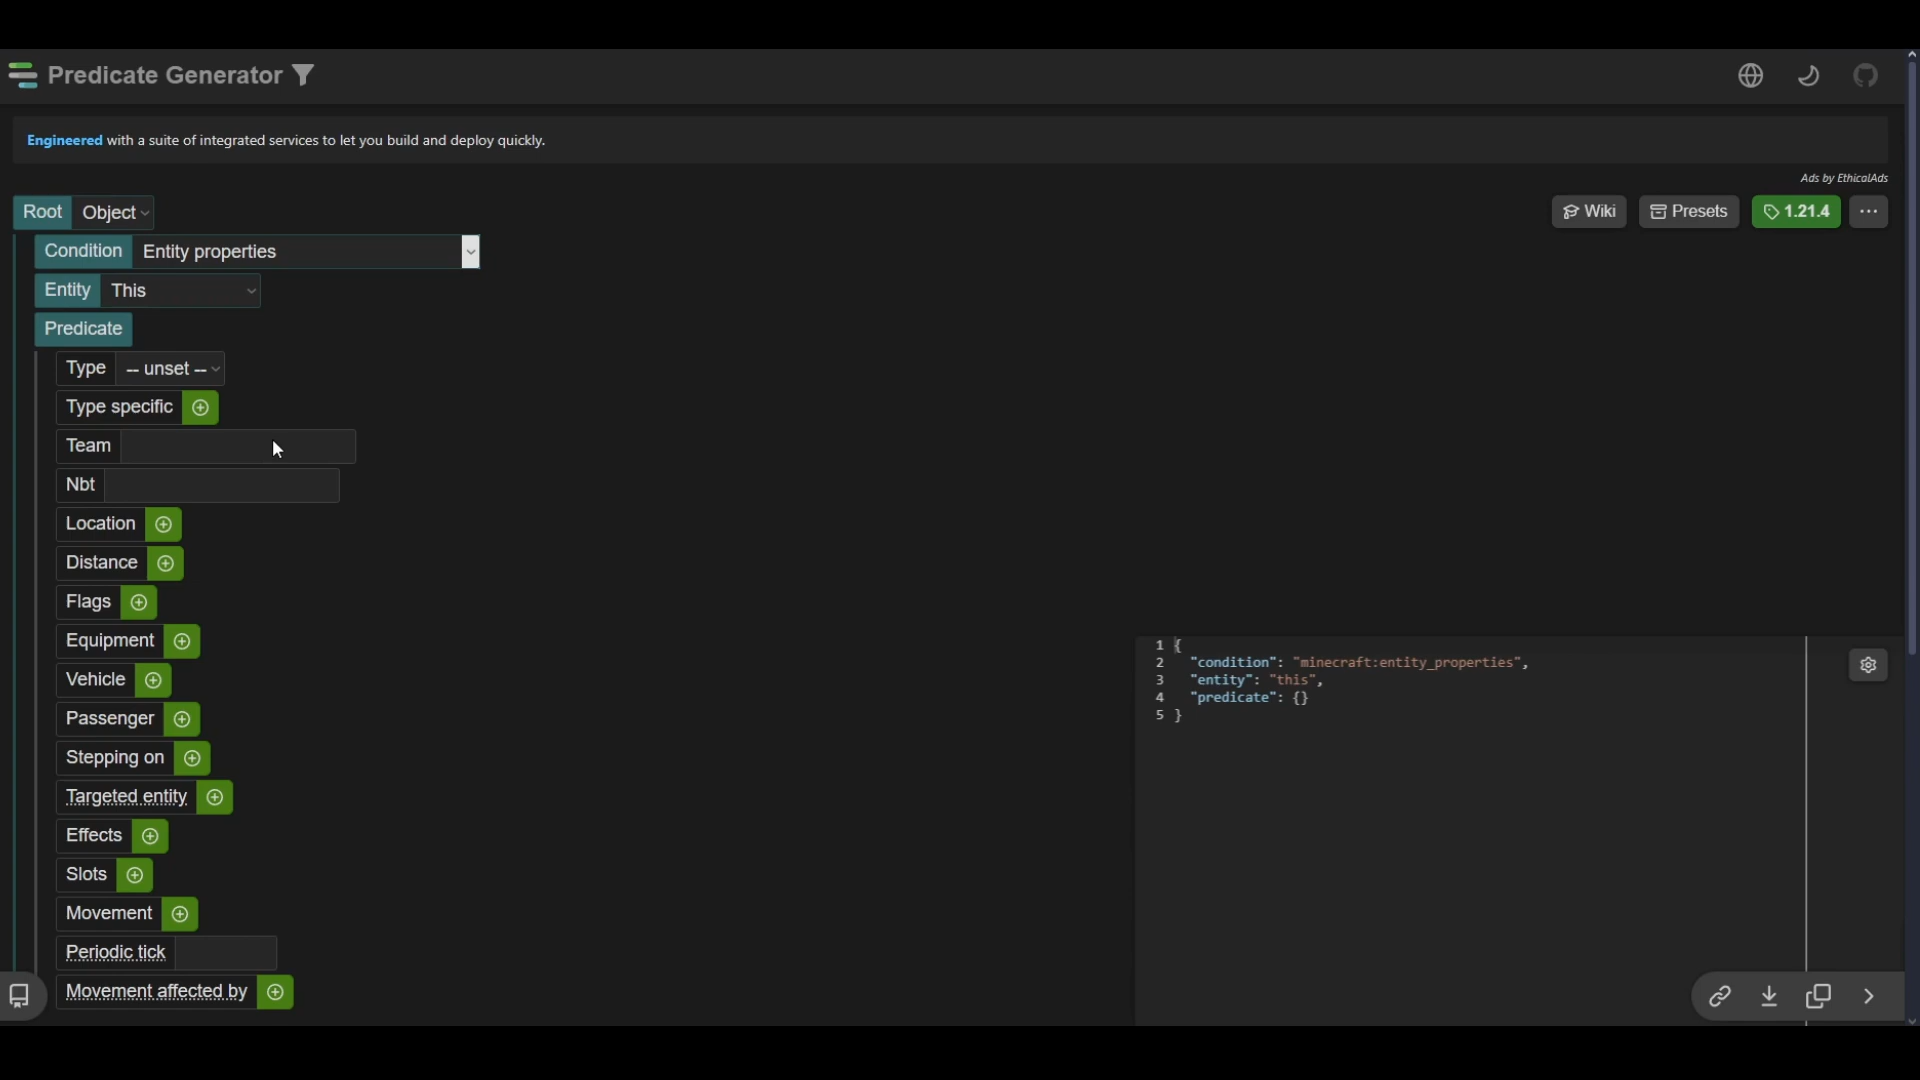 Predicate Generator
Engineered with a suite of integrated services to let you build and deploy quickly.
Ads by EthicalAds
Root Object
Wiki Presets 1.21.4 ...
Condition Entity properties
Entity This
Predicate
Type -- unset --
Type specific
Team
Nbt
Location
Distance
Flags
Equipment
Vehicle
Passenger
Stepping on
Targeted entity
Effects
Slots
Movement
Periodic tick
Movement affected by
1 {
2 "condition": "minecraft:entity_properties",
3 "entity": "this",
4 "predicate": {}
5 }